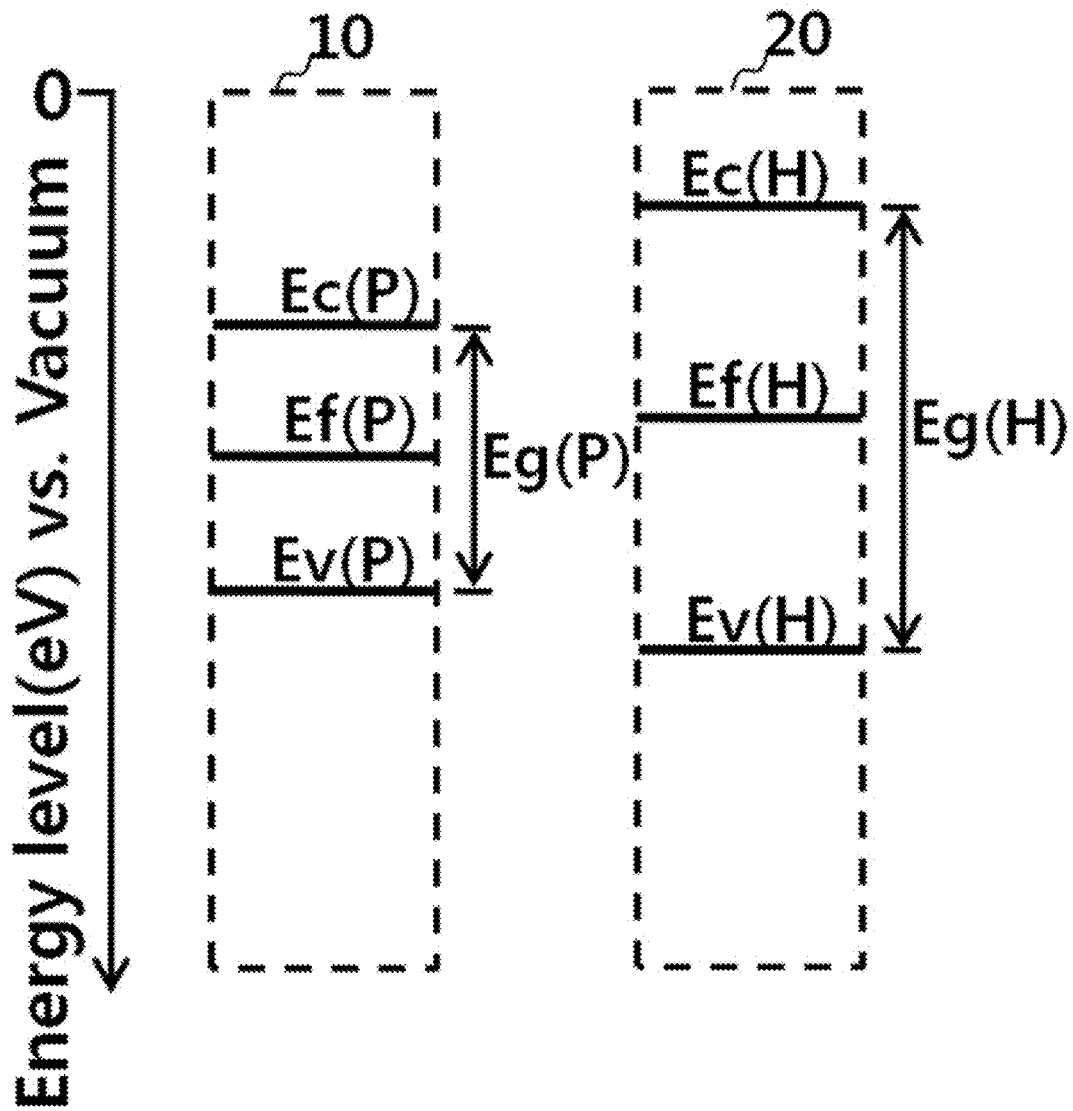 10
20
0
Energy level(eV) vs. Vacuum
Ec(H)
Ec(P)
Ef(H)
Ef(P)
Eg(H)
Eg(P)
Ev(P)
Ev(H)